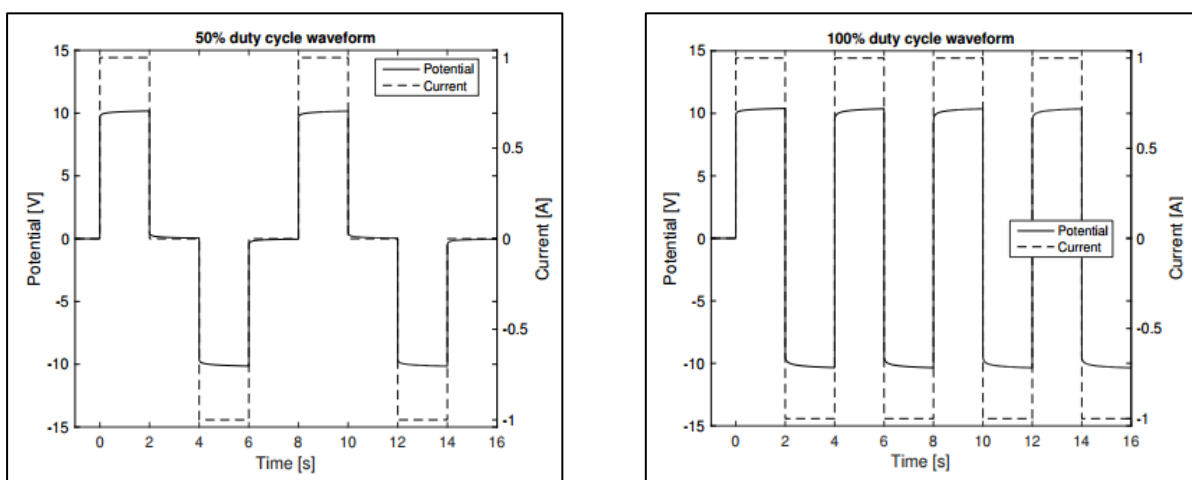 50% duty cycle waveform
15
10
5
0
-5
-10
-15
Potential [V]
1
0.5
0
-0.5
-1
Current [A]
Potential
Current
0 2 4 6 8 10 12 14 16
Time [s]
100% duty cycle waveform
15
10
5
0
-5
-10
-15
Potential [V]
1
0.5
0
-0.5
-1
Current [A]
Potential
Current
0 2 4 6 8 10 12 14 16
Time [s]